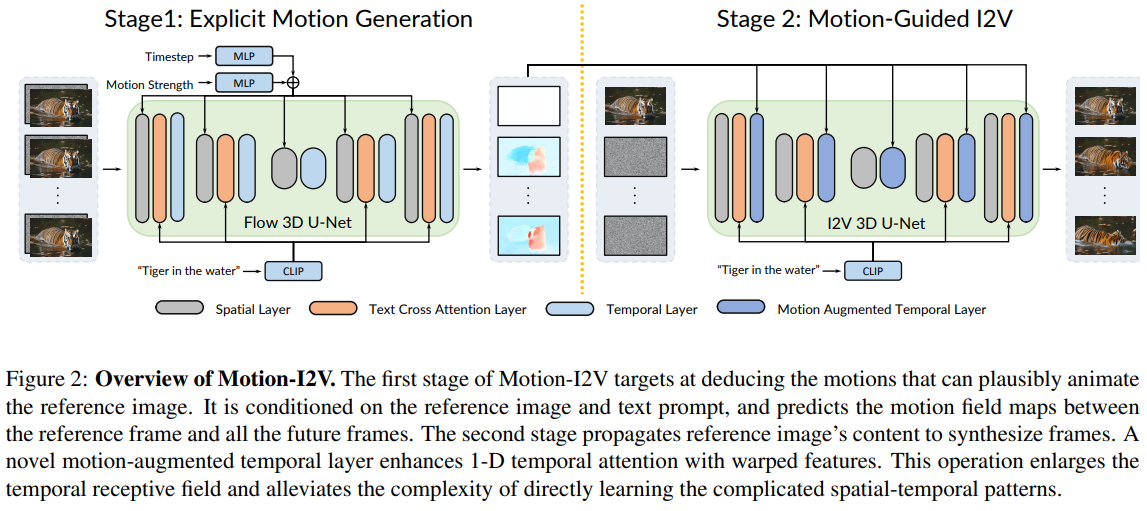 Stage1: Explicit Motion Generation
Stage 2: Motion-Guided I2V
Timestep
MLP
Motion Strength
MLP
Flow 3D U-Net
I2V 3D U-Net
“Tiger in the water”
CLIP
“Tiger in the water”
CLIP
Spatial Layer
Text Cross Attention Layer
Temporal Layer
Motion Augmented Temporal Layer
Figure 2: Overview of Motion-I2V. The first stage of Motion-I2V targets at deducing the motions that can plausibly animate
the reference image. It is conditioned on the reference image and text prompt, and predicts the motion field maps between
the reference frame and all the future frames. The second stage propagates reference image’s content to synthesize frames. A
novel motion-augmented temporal layer enhances 1-D temporal attention with warped features. This operation enlarges the
temporal receptive field and alleviates the complexity of directly learning the complicated spatial-temporal patterns.